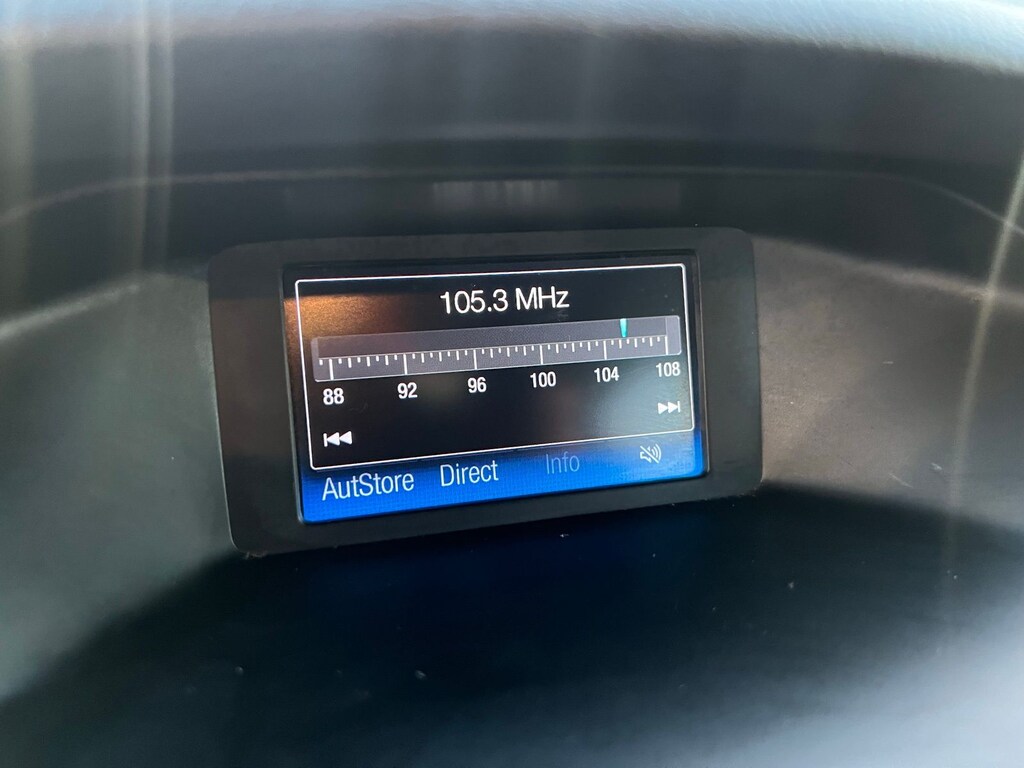 105.3 MHz
88 92 96 100 104 108
AutStore Direct Info